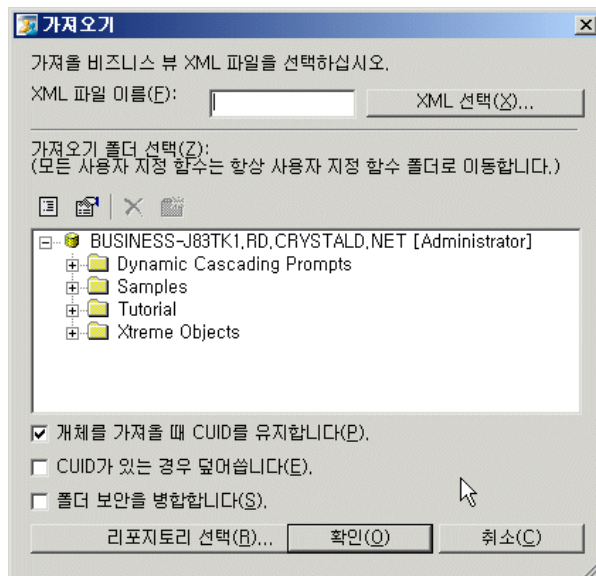 가져오기
가져올 비즈니스 뷰 XML 파일을 선택하십시오.
XML 파일 이름(F):
XML 선택(X)...
가져오기 폴더 선택(Z):
(모든 사용자 지정 함수는 항상 사용자 지정 함수 폴더로 이동합니다.)
BUSINESS-J83TK1.RD.CRYSTALD.NET [Administrator]
Dynamic Cascading Prompts
Samples
Tutorial
Xtreme Objects
개체를 가져올 때 CUID를 유지합니다(P).
CUID가 있는 경우 덮어씁니다(E).
폴더 보안을 병합합니다(S).
리포지토리 선택(R)... 확인(O) 취소(C)